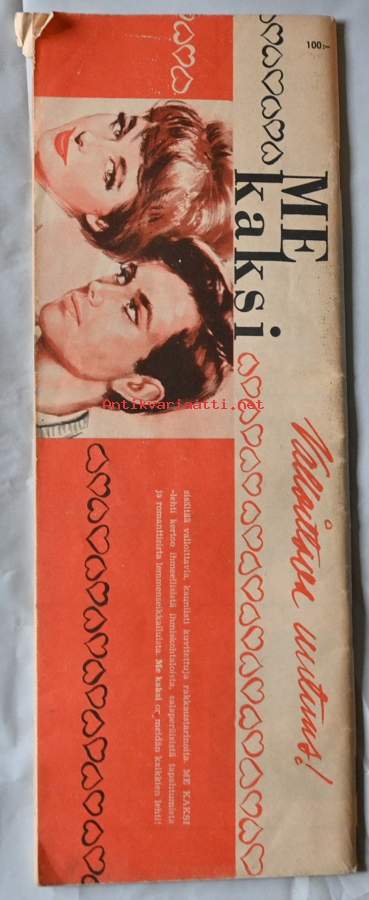 100:-
ME
kaksi
Valloittava uutuus!
sisältää valloittavia, kauniisti kuvitettuja rakkaustarinoita. ME KAKSI
-lehti kertoo ihmeellisistä ihmiskohtaloista, salaperäisistä tapahtumista
ja romanttisista lemmenseikkailuista. Me kaksi on meidän kaikkien lehti!
Antikvariaatti.net